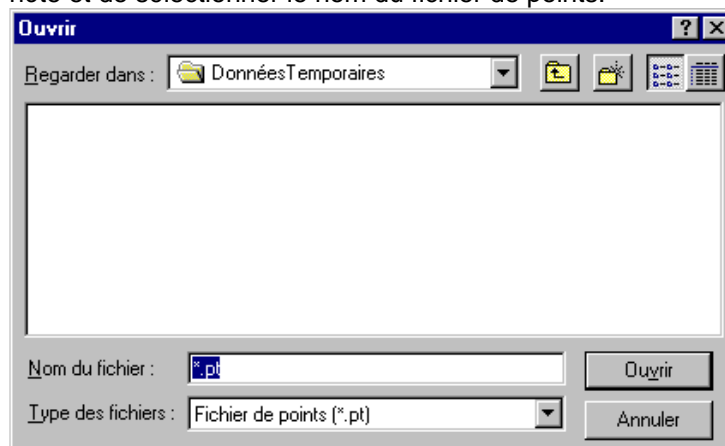 note et de sélectionner le nom du fichier de points.
Ouvrir
Regarder dans : DonnéesTemporaires
Nom du fichier : *.pt
Ouvrir
Type des fichiers : Fichier de points (*.pt)
Annuler